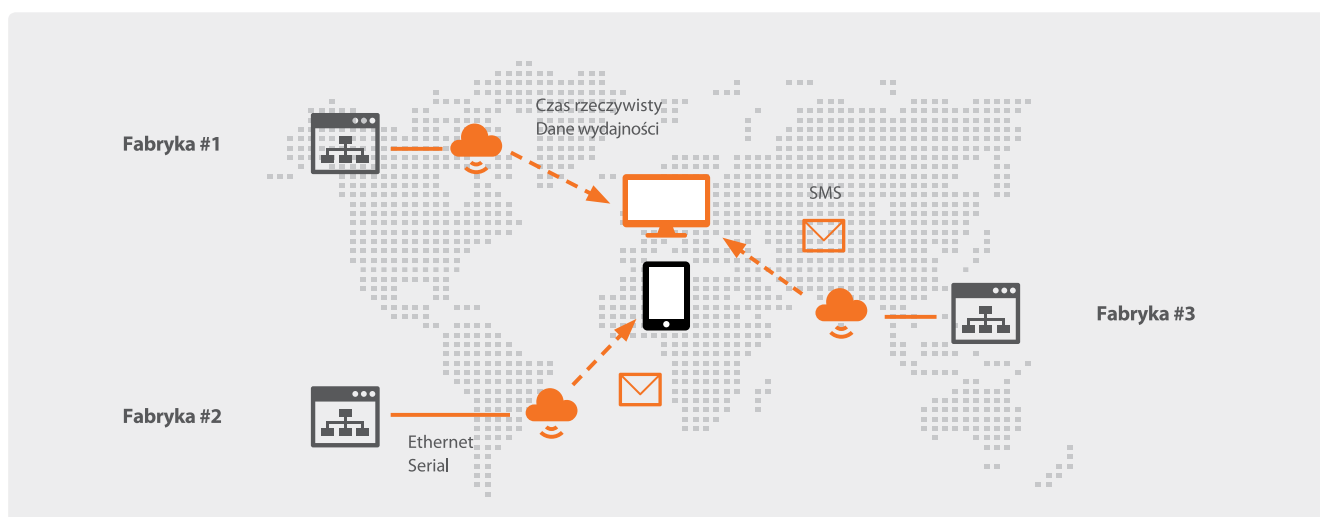 Czas rzeczywisty
Dane wydajności
Fabryka #1
SMS
Fabryka #3
Fabryka #2
Ethernet
Serial